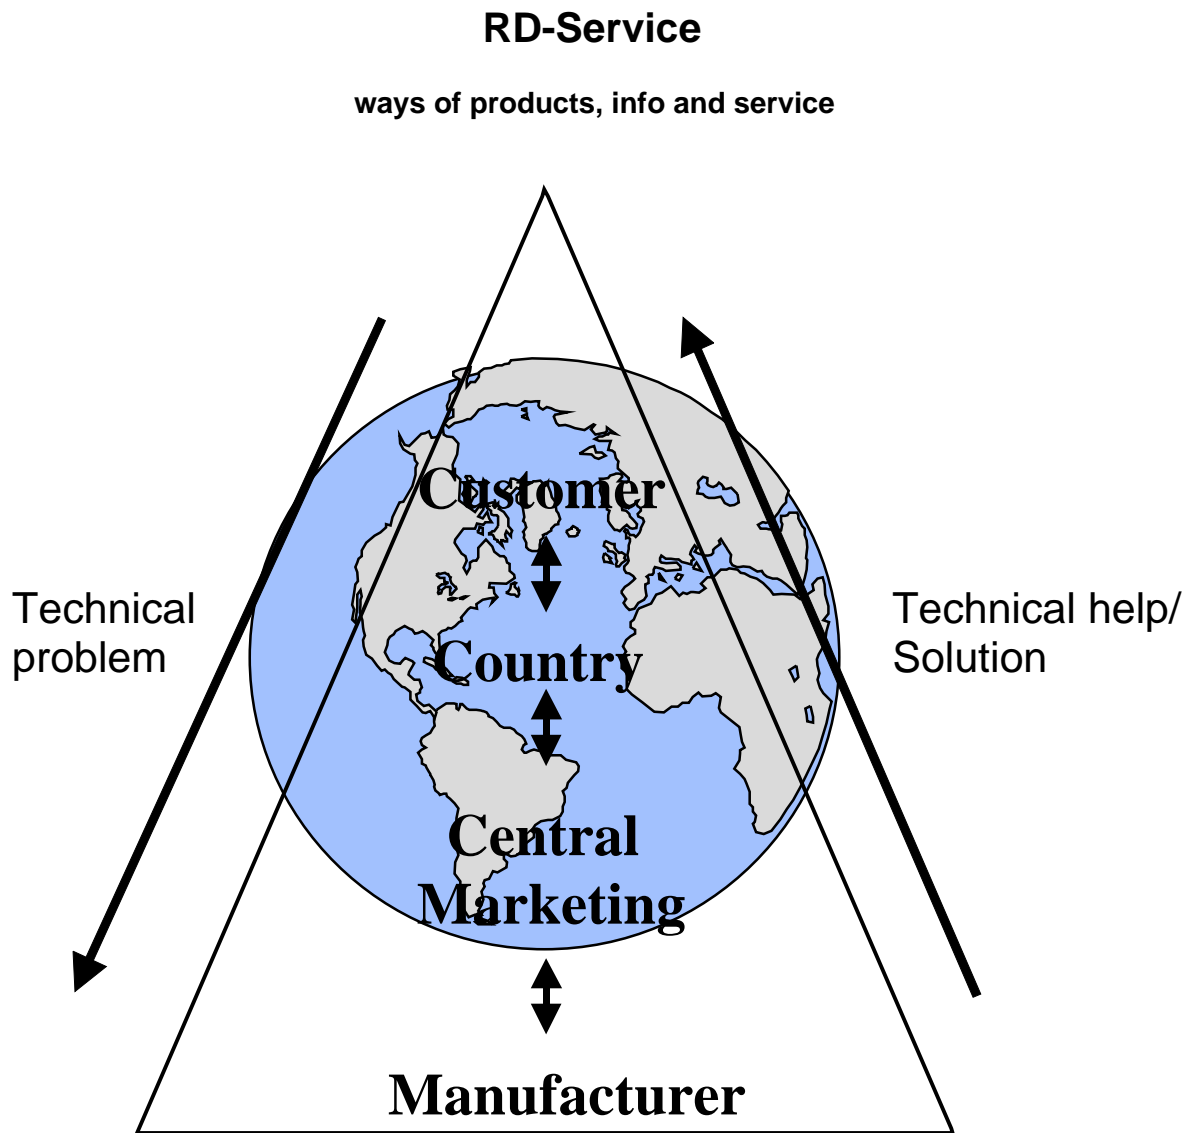 RD-Service
ways of products, info and service
Customer
Technical
problem
Technical help/
Solution
Country
Central
Marketing
Manufacturer